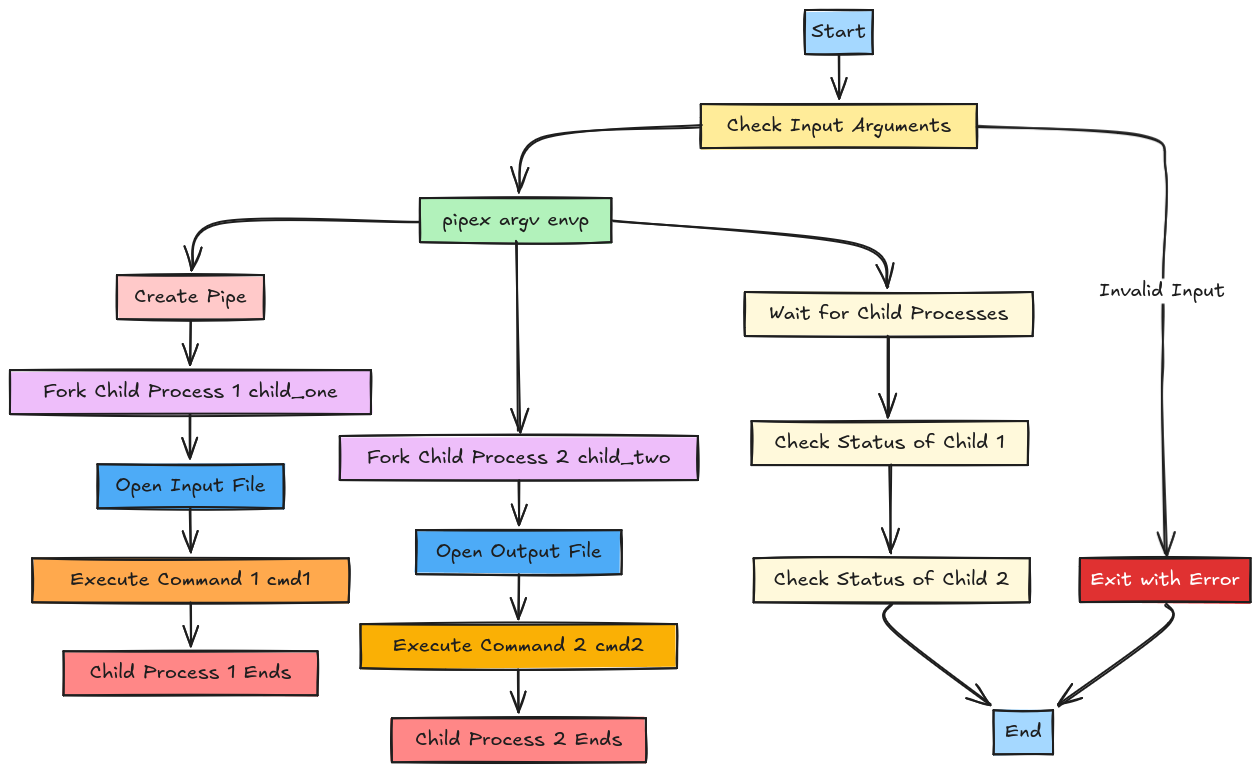 Start
Check Input Arguments
pipex argv envp
Create Pipe
Invalid Input
Wait for Child Processes
Fork Child Process 1 child_one
Check Status of Child 1
Fork Child Process 2 child_two
Open Input File
Open Output File
Execute Command 1 cmd1
Check Status of Child 2
Exit with Error
Execute Command 2 cmd2
Child Process 1 Ends
End
Child Process 2 Ends